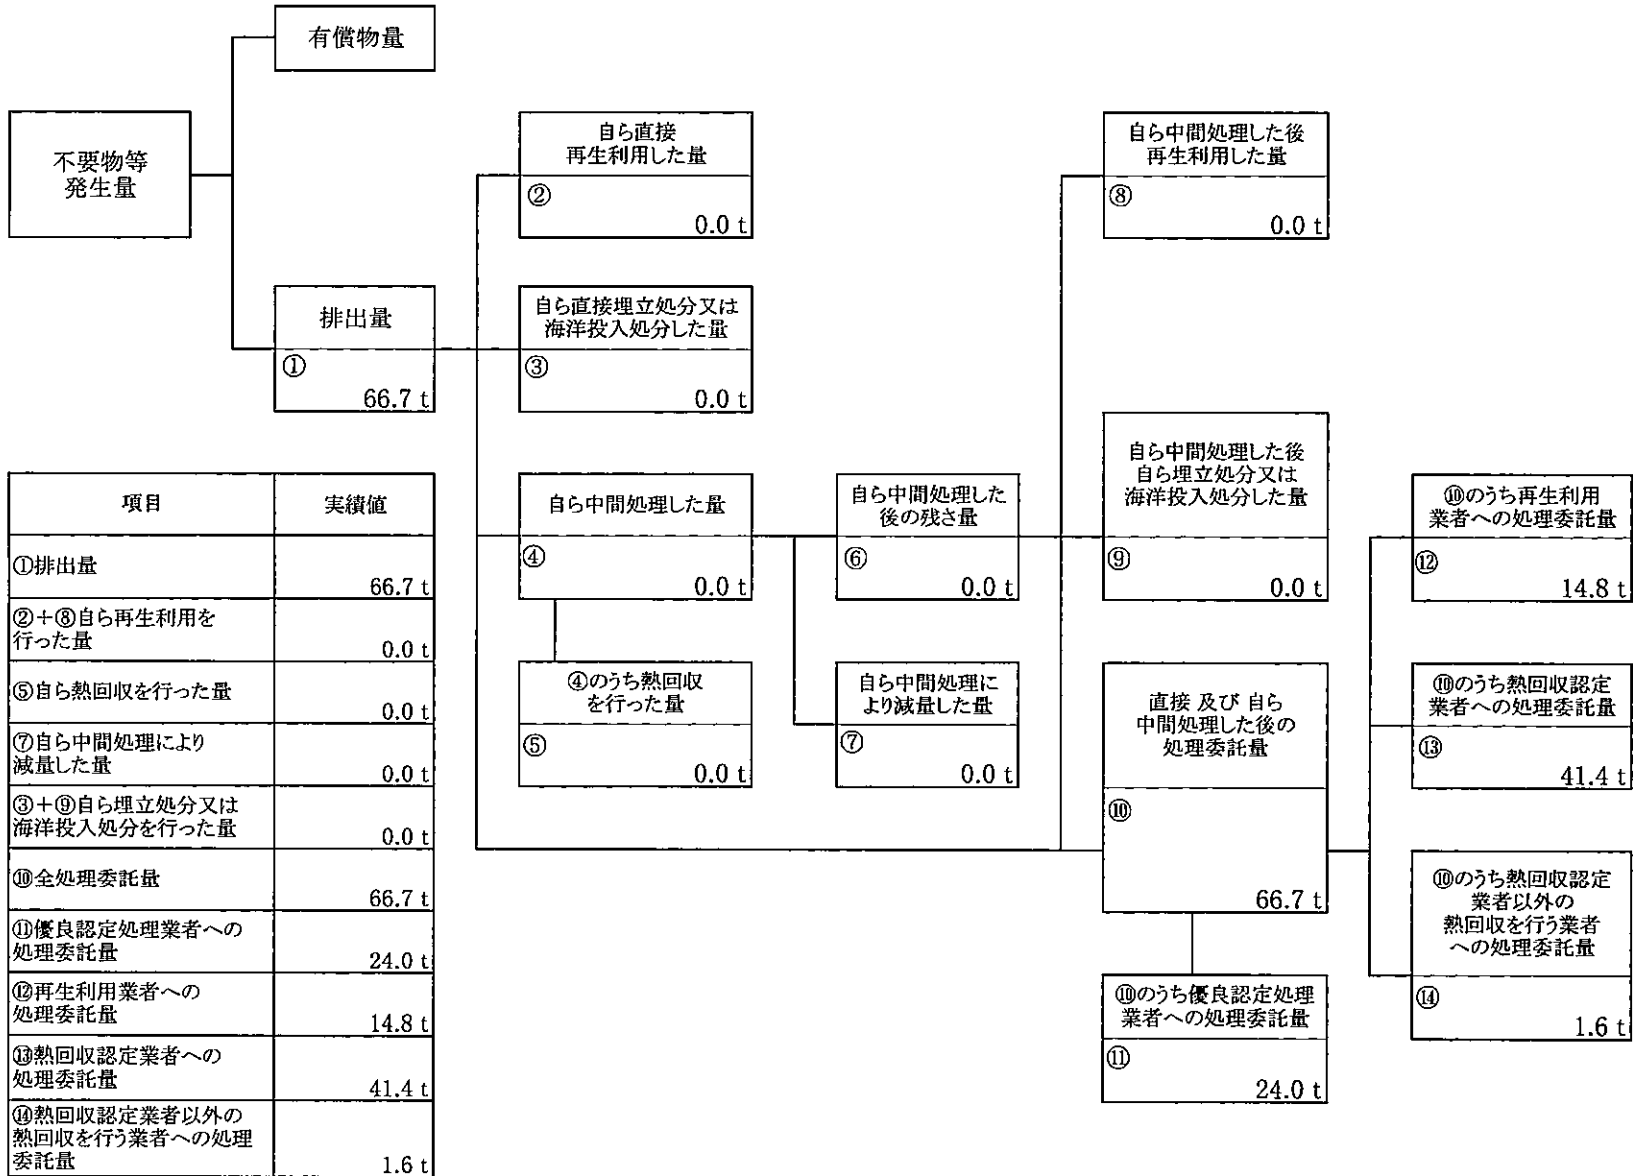 有償物量
不要物等
発生量
自ら直接
再生利用した量
②
0.0 t
自ら中間処理した後
再生利用した量
⑧
0.0 t
排出量
①
66.7 t
自ら直接埋立処分又は
海洋投入処分した量
③
0.0 t
自ら中間処理した量
④
0.0 t
自ら中間処理した
後の残さ量
⑥
0.0 t
自ら中間処理した後
自ら埋立処分又は
海洋投入処分した量
⑨
0.0 t
⑩のうち再生利用
業者への処理委託量
⑫
14.8 t
④のうち熱回収
を行った量
⑤
0.0 t
自ら中間処理に
より減量した量
⑦
0.0 t
直接 及び 自ら
中間処理した後の
処理委託量
⑩
66.7 t
⑩のうち熱回収認定
業者への処理委託量
⑬
41.4 t
⑩のうち熱回収認定
業者以外の
熱回収を行う業者
への処理委託量
⑭
1.6 t
⑩のうち優良認定処理
業者への処理委託量
⑪
24.0 t
項目 実績値
①排出量
66.7 t
②+⑧自ら再生利用を
行った量
0.0 t
⑤自ら熱回収を行った量
0.0 t
⑦自ら中間処理により
減量した量
0.0 t
③+⑨自ら埋立処分又は
海洋投入処分を行った量
0.0 t
⑩全処理委託量
66.7 t
⑪優良認定処理業者への
処理委託量
24.0 t
⑫再生利用業者への
処理委託量
14.8 t
⑬熱回収認定業者への
処理委託量
41.4 t
⑭熱回収認定業者以外の
熱回収を行う業者への処理
委託量
1.6 t